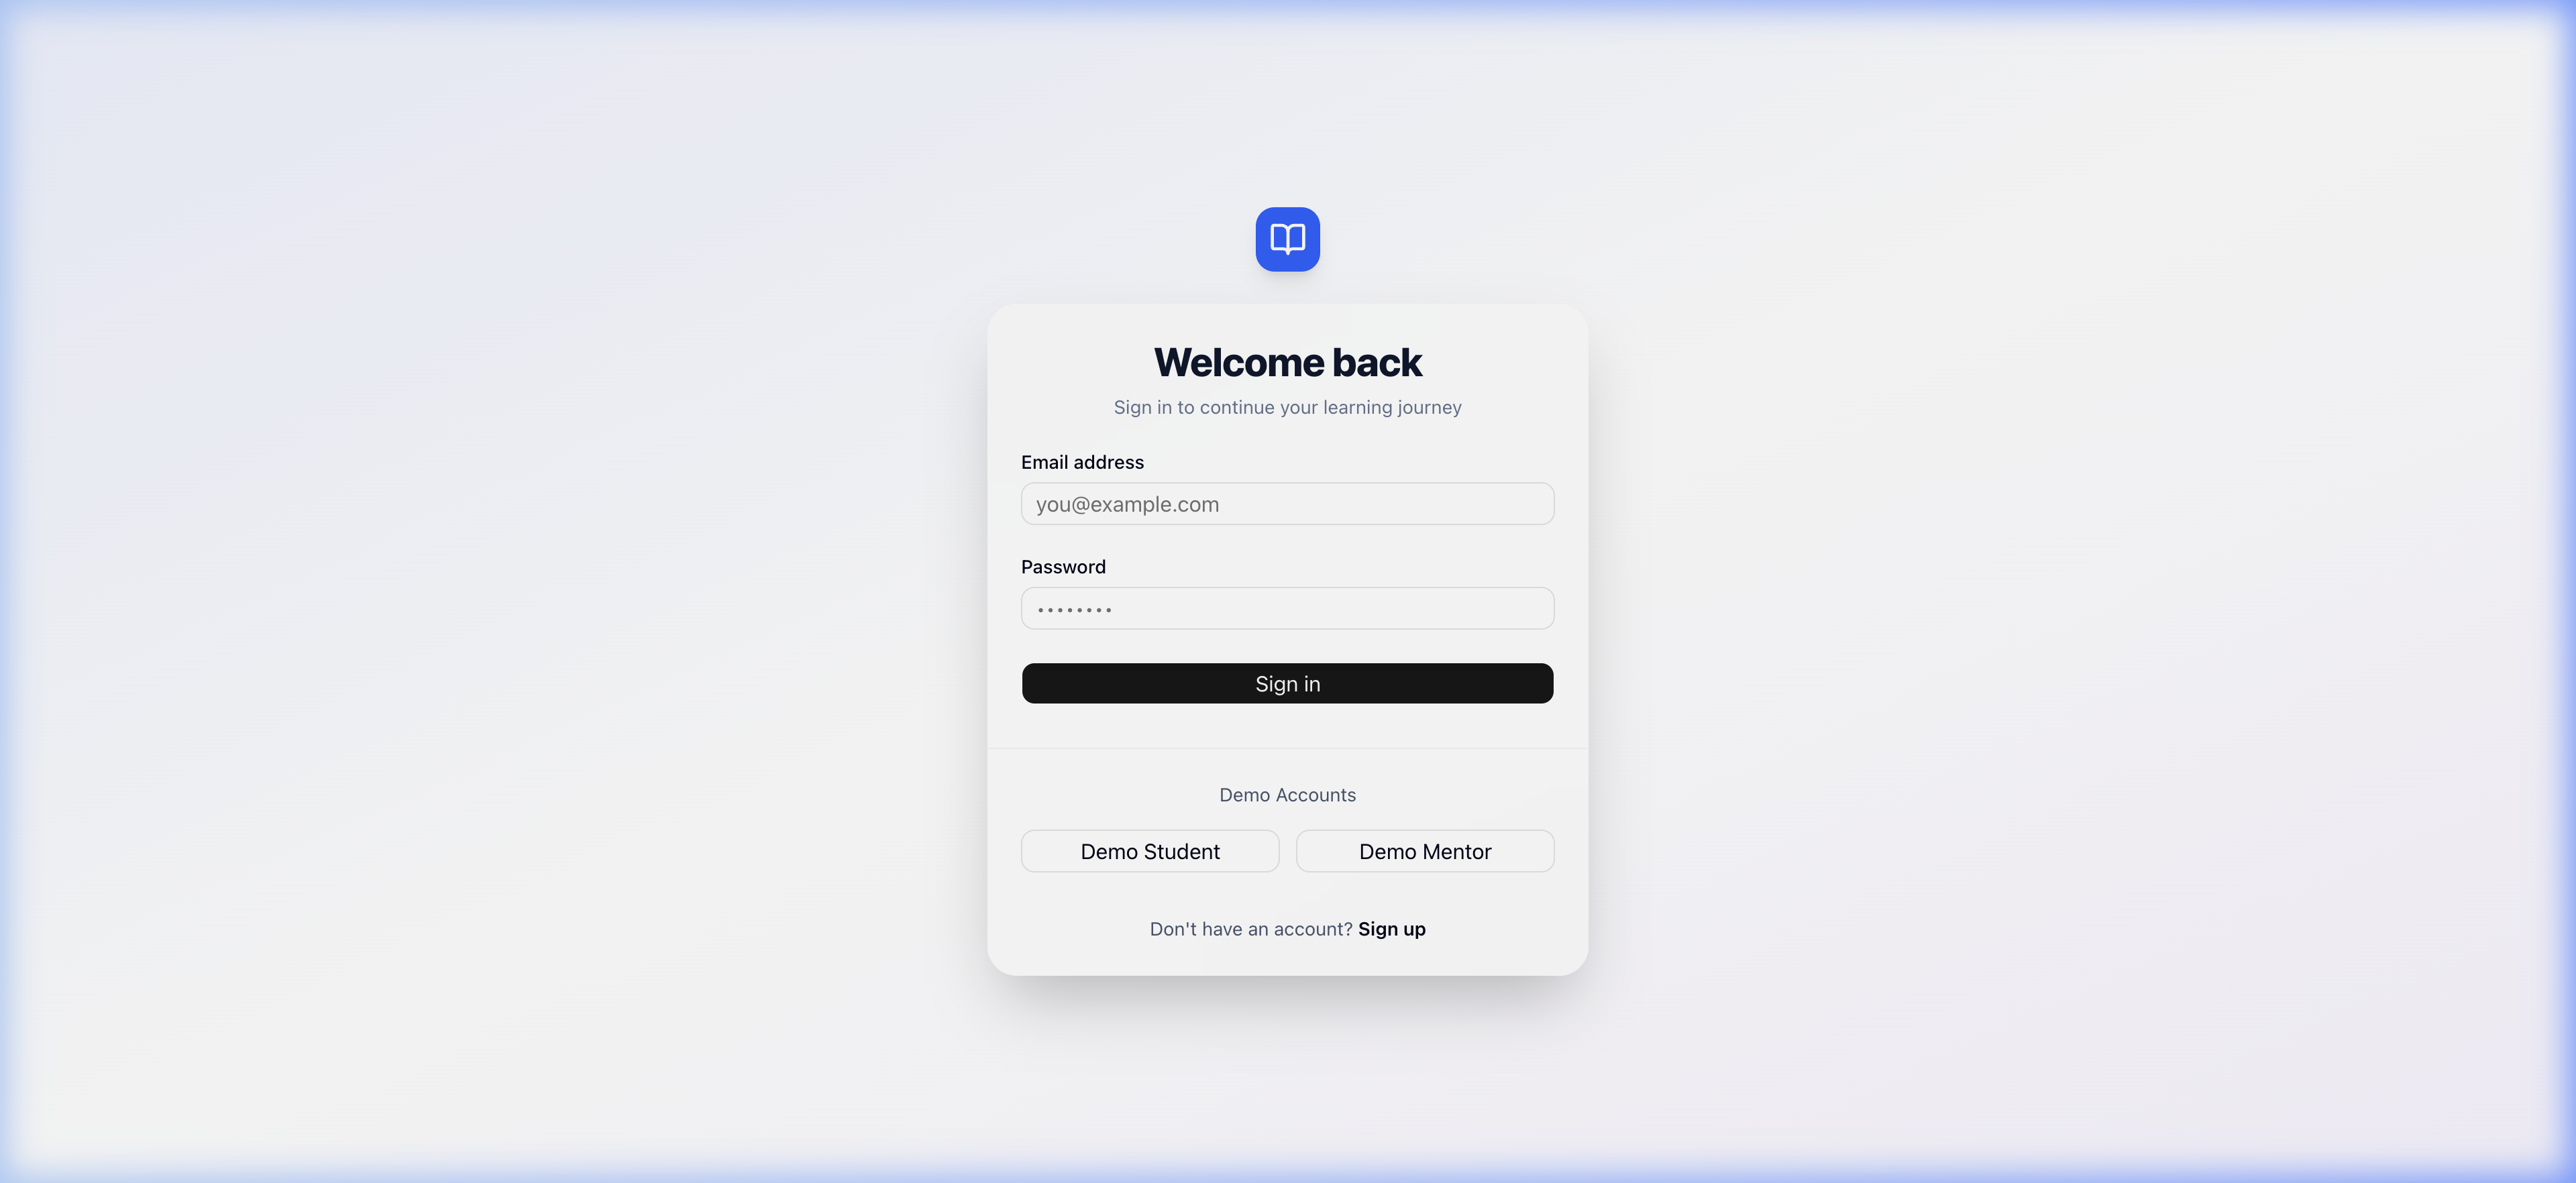 Welcome back
Sign in to continue your learning journey
Email address
you@example.com
Password
••••••••
Sign in
Demo Accounts
Demo Student
Demo Mentor
Don't have an account? Sign up